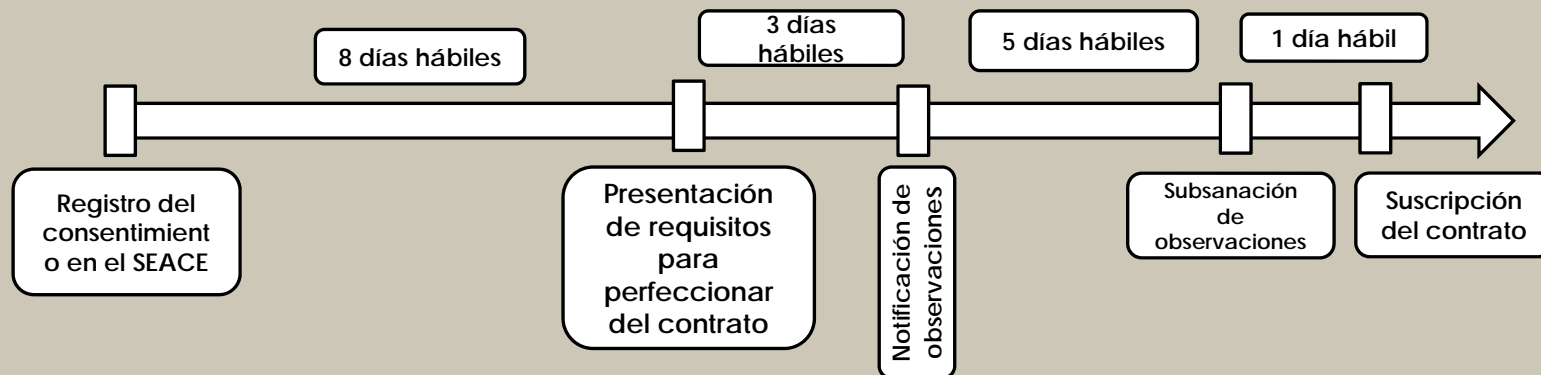 8 días hábiles
3 días
hábiles
5 días hábiles
1 día hábil
Registro del
consentimient
o en el SEACE
Presentación
de requisitos
para
perfeccionar
del contrato
Notificación de
observaciones
Subsanación
de
observaciones
Suscripción
del contrato